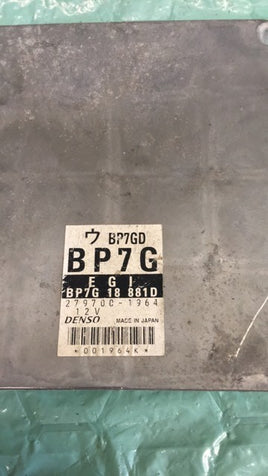 ウ BP7GD
BP7G
EGI
BP7G 18 881D
279700-1964
12V
DENSO MADE IN JAPAN
*001964K*